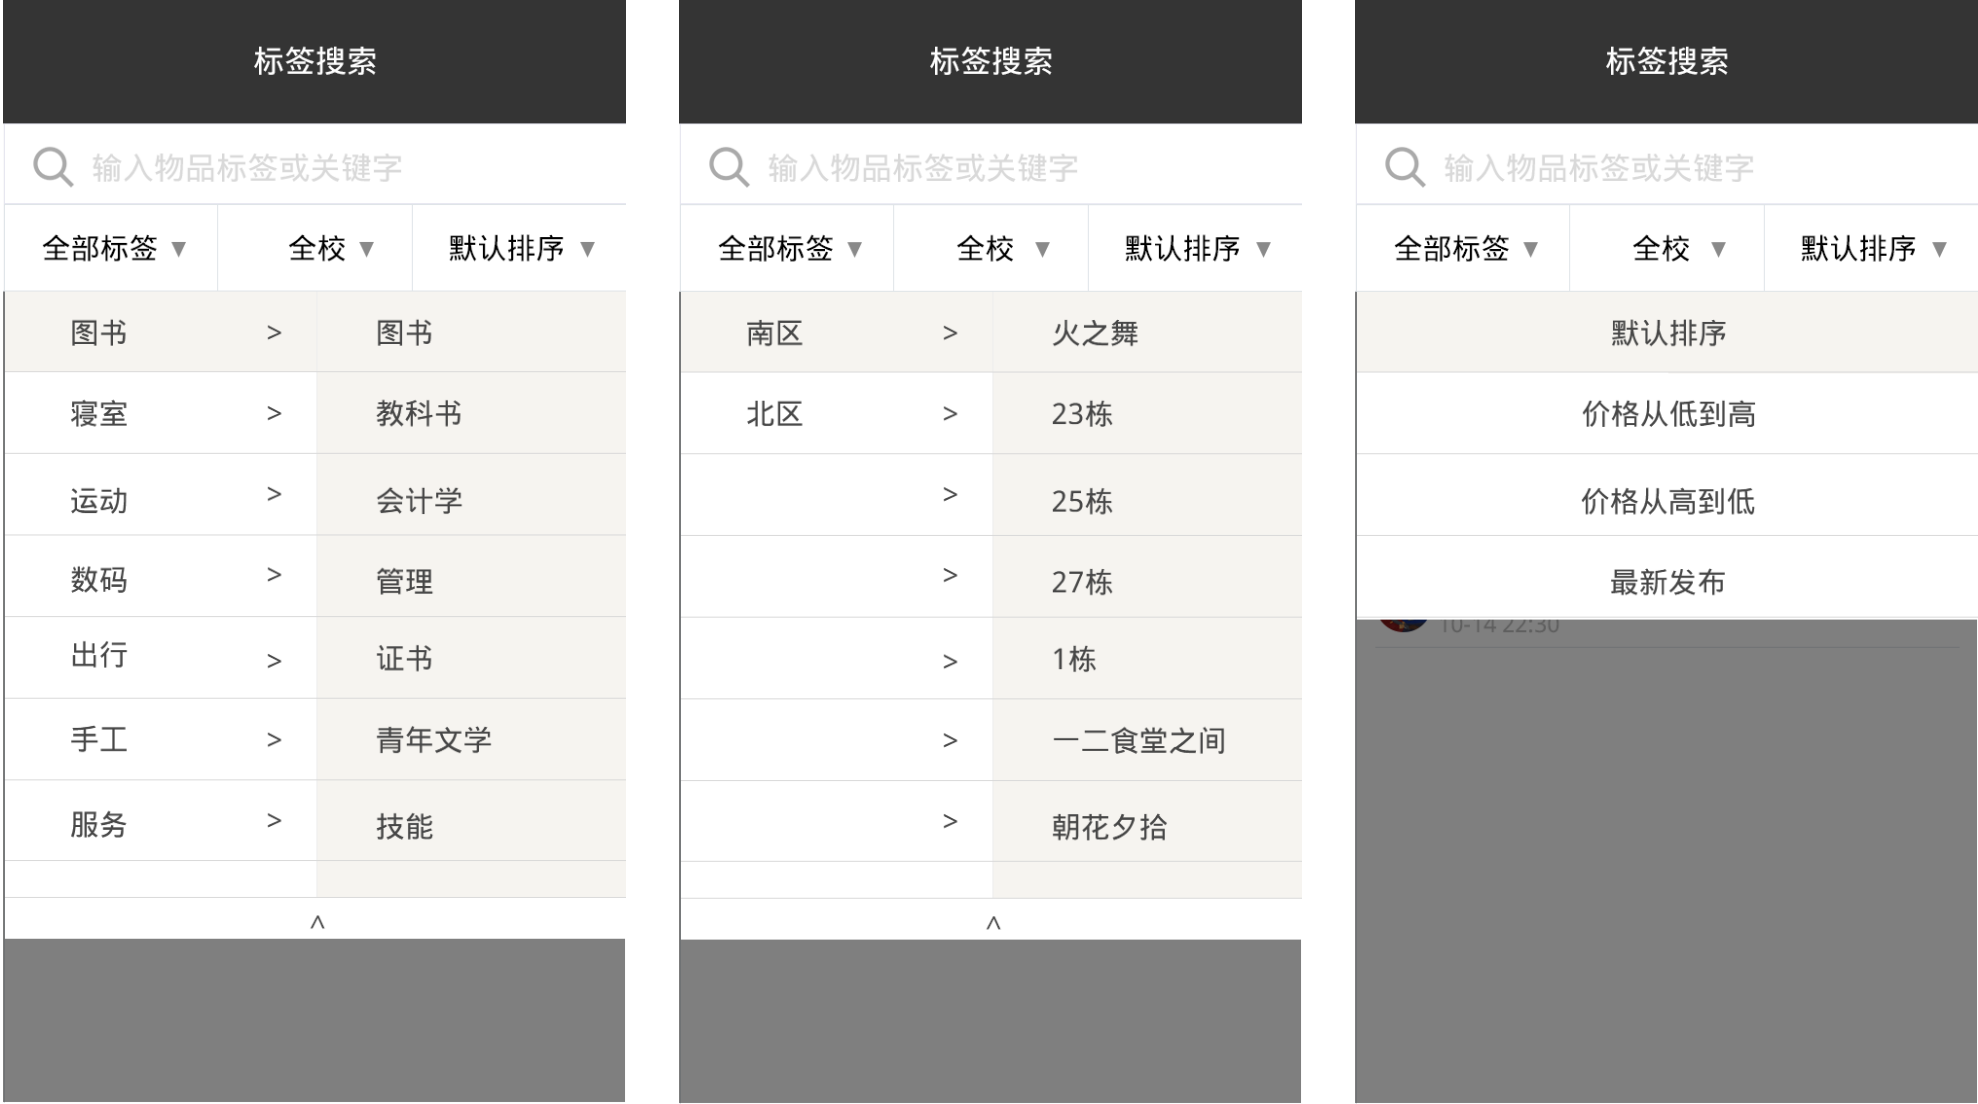 标签搜索
输入物品标签或关键字
全部标签 ▼ 全校 ▼ 默认排序 ▼
图书 > 图书
寝室 > 教科书
运动 > 会计学
数码 > 管理
出行 > 证书
手工 > 青年文学
服务 > 技能
^
标签搜索
输入物品标签或关键字
全部标签 ▼ 全校 ▼ 默认排序 ▼
南区 > 火之舞
北区 > 23栋
> 25栋
> 27栋
> 1栋
> 一二食堂之间
> 朝花夕拾
^
标签搜索
输入物品标签或关键字
全部标签 ▼ 全校 ▼ 默认排序 ▼
默认排序
价格从低到高
价格从高到低
最新发布
10-14 22:30